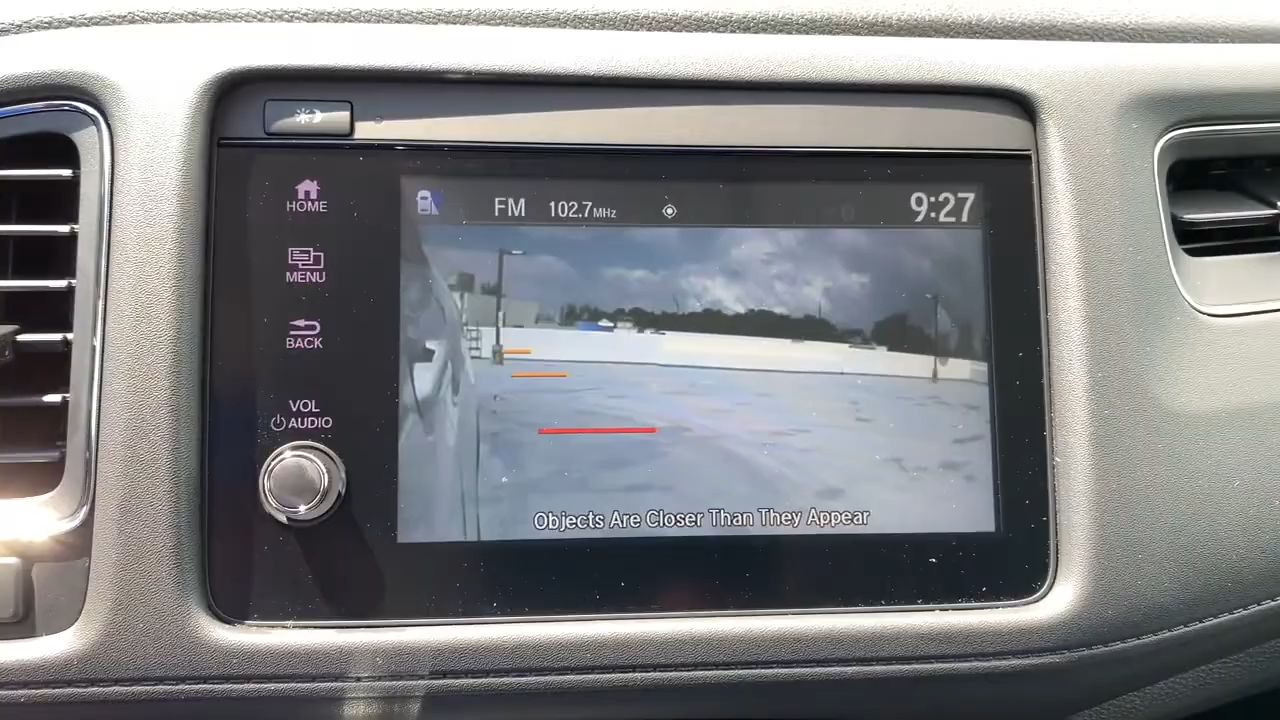 HOME
MENU
BACK
VOL
AUDIO
FM 102.7MHz 9:27
Objects Are Closer Than They Appear